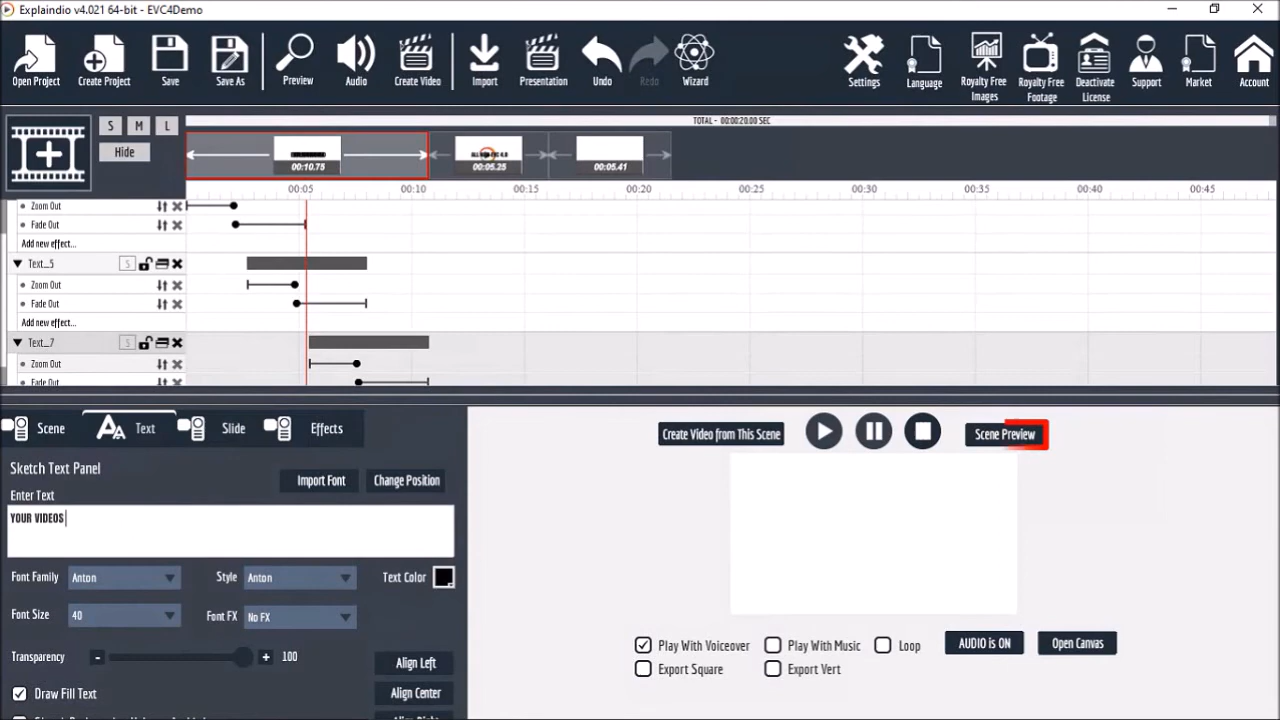 Explaindio v4.021 64-bit - EVC4Demo
Open Project
Create Project
Save
Save As
Preview
Audio
Create Video
Import
Presentation
Undo
Redo
Wizard
Settings
Language
Royalty Free Images
Royalty Free Footage
Deactivate License
Support
Market
Account
TOTAL - 00:00:20.00 SEC
S M L
Hide
00:10.75
ALL NEW EVC 4.0
00:05.25
00:05.41
00:05 00:10 00:15 00:20 00:25 00:30 00:35 00:40 00:45
Zoom Out
Fade Out
Add new effect...
Text...5 S
Zoom Out
Fade Out
Add new effect...
Text...7 S
Zoom Out
Fade Out
Scene Text Slide Effects
Sketch Text Panel
Import Font Change Position
Enter Text
YOUR VIDEOS
Font Family Anton Style Anton Text Color
Font Size 40 Font FX No FX
Transparency - + 100
Align Left
Draw Fill Text
Align Center
Create Video from This Scene Scene Preview
Play With Voiceover Play With Music Loop AUDIO is ON Open Canvas
Export Square Export Vert